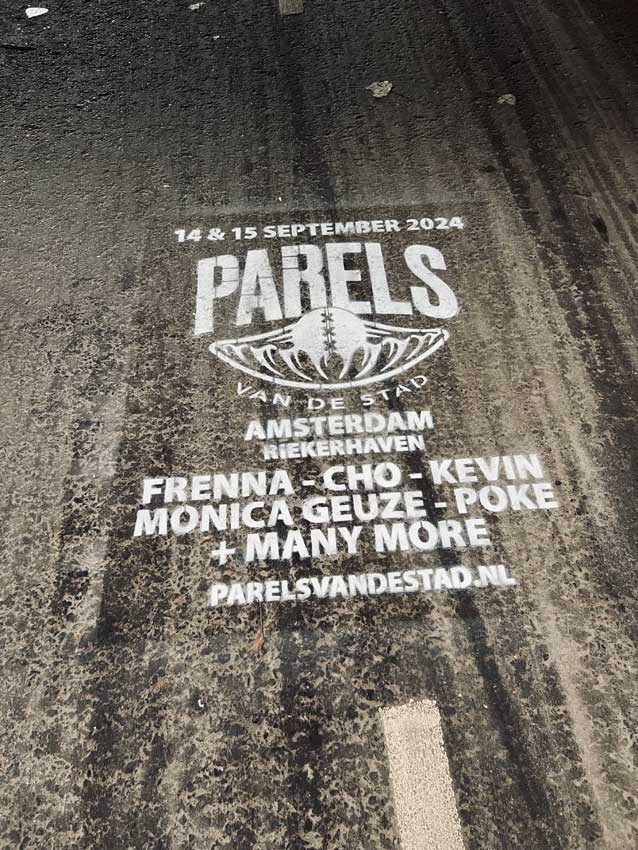 14 & 15 SEPTEMBER 2024
PARELS
VAN DE STAD
AMSTERDAM
RIEKERHAVEN
FRENNA - CHO - KEVIN
MONICA GEUZE - POKE
+ MANY MORE
PARELSVANDESTAD.NL